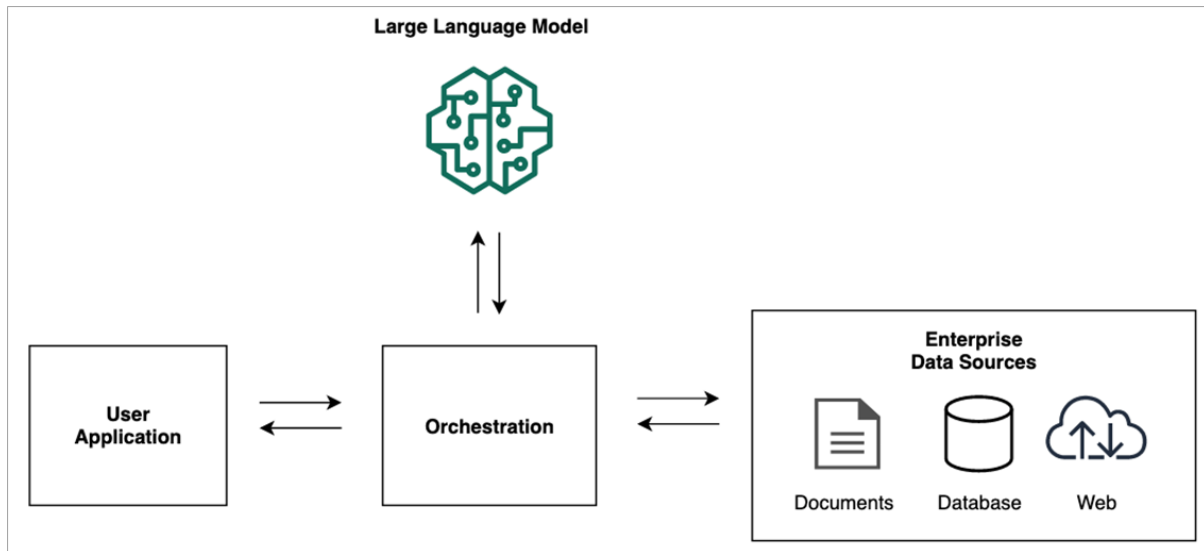 Large Language Model
User
Application
Orchestration
Enterprise
Data Sources
Documents
Database
Web